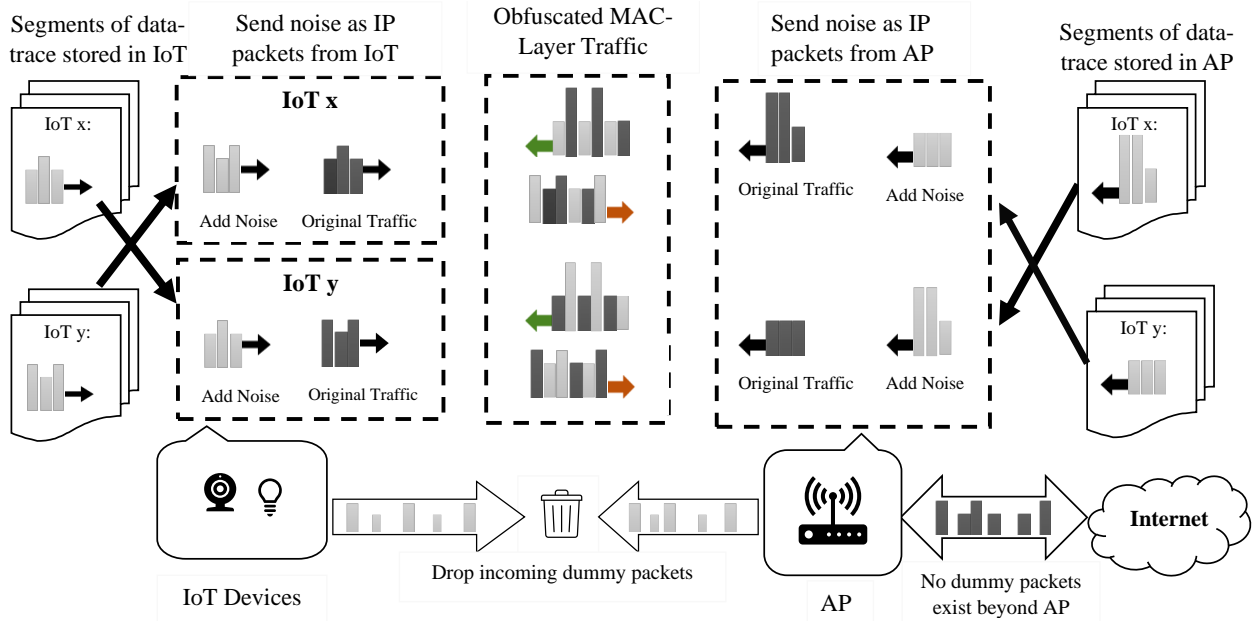 Segments of data-
trace stored in IoT
Send noise as IP
packets from IoT
Obfuscated MAC-
Layer Traffic
Send noise as IP
packets from AP
Segments of data-
trace stored in AP
IoT x:
IoT x
Add Noise
Original Traffic
Original Traffic
Add Noise
IoT x:
IoT y:
IoT y
Add Noise
Original Traffic
Original Traffic
Add Noise
IoT y:
Internet
Drop incoming dummy packets
IoT Devices
AP
No dummy packets
exist beyond AP